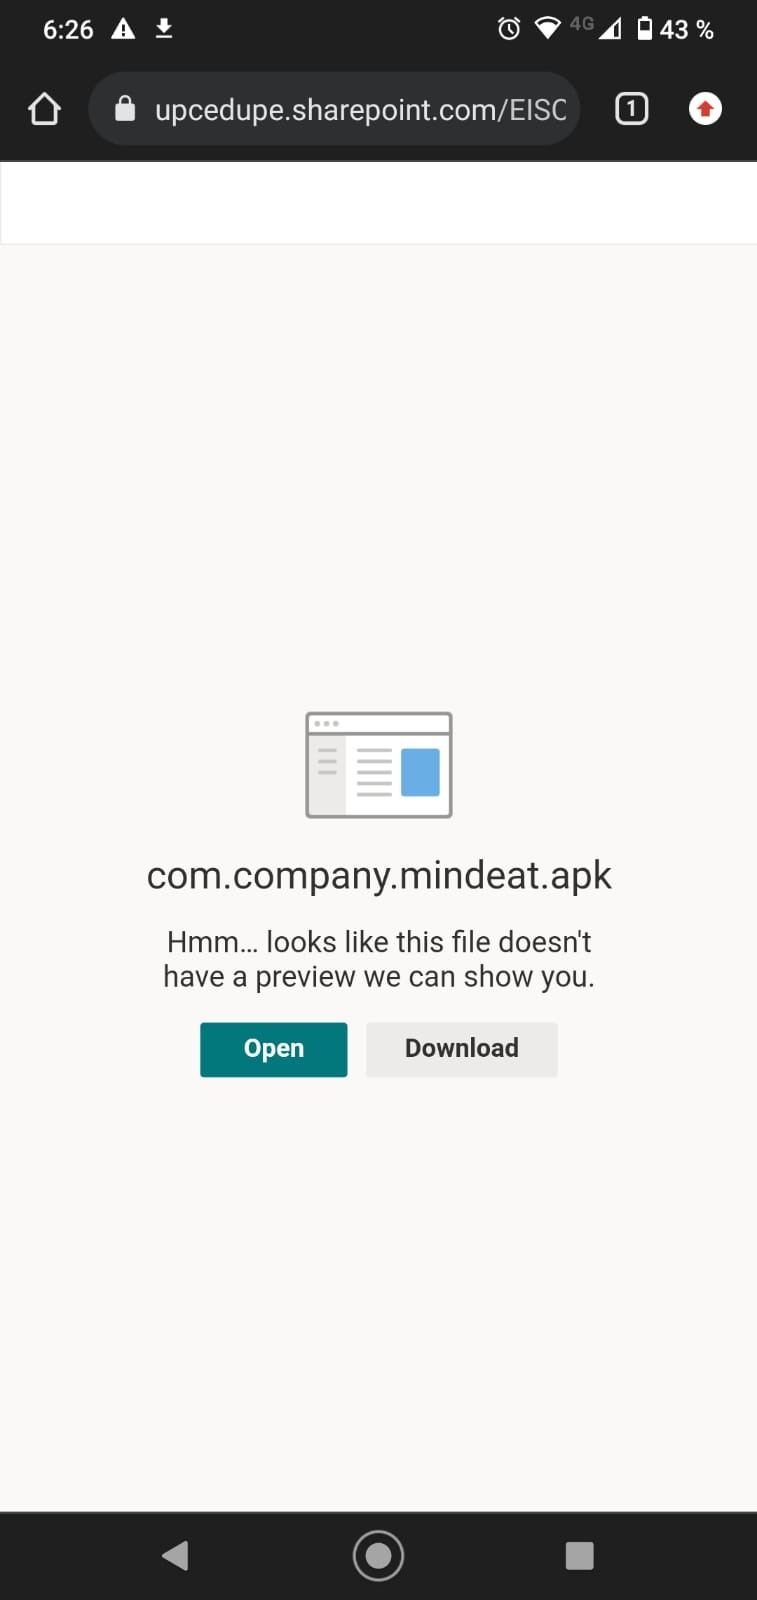 6:26 4G 43 %
upcedupe.sharepoint.com/EISC 1
com.company.mindeat.apk
Hmm... looks like this file doesn't
have a preview we can show you.
Open Download